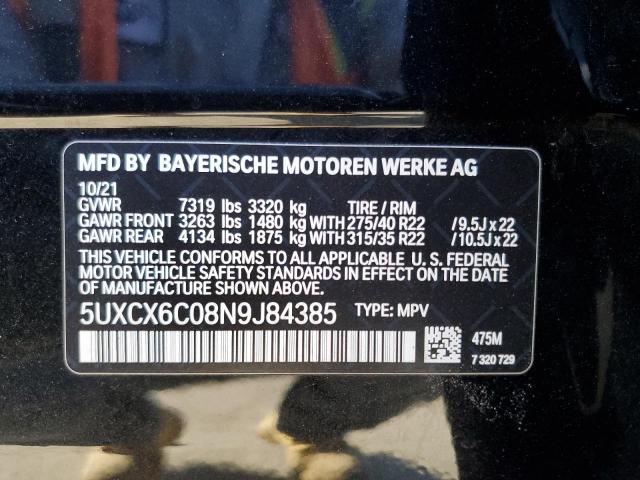 MFD BY BAYERISCHE MOTOREN WERKE AG
10/21
GVWR 7319 lbs 3320 kg TIRE / RIM
GAWR FRONT 3263 lbs 1480 kg WITH 275/40 R22 / 9.5J x 22
GAWR REAR 4134 lbs 1875 kg WITH 315/35 R22 / 10.5J x 22
THIS VEHICLE CONFORMS TO ALL APPLICABLE U. S. FEDERAL
MOTOR VEHICLE SAFETY STANDARDS IN EFFECT ON THE DATE
OF MANUFACTURE SHOWN ABOVE.
5UXCX6C08N9J84385 TYPE: MPV
475M
7 320 729